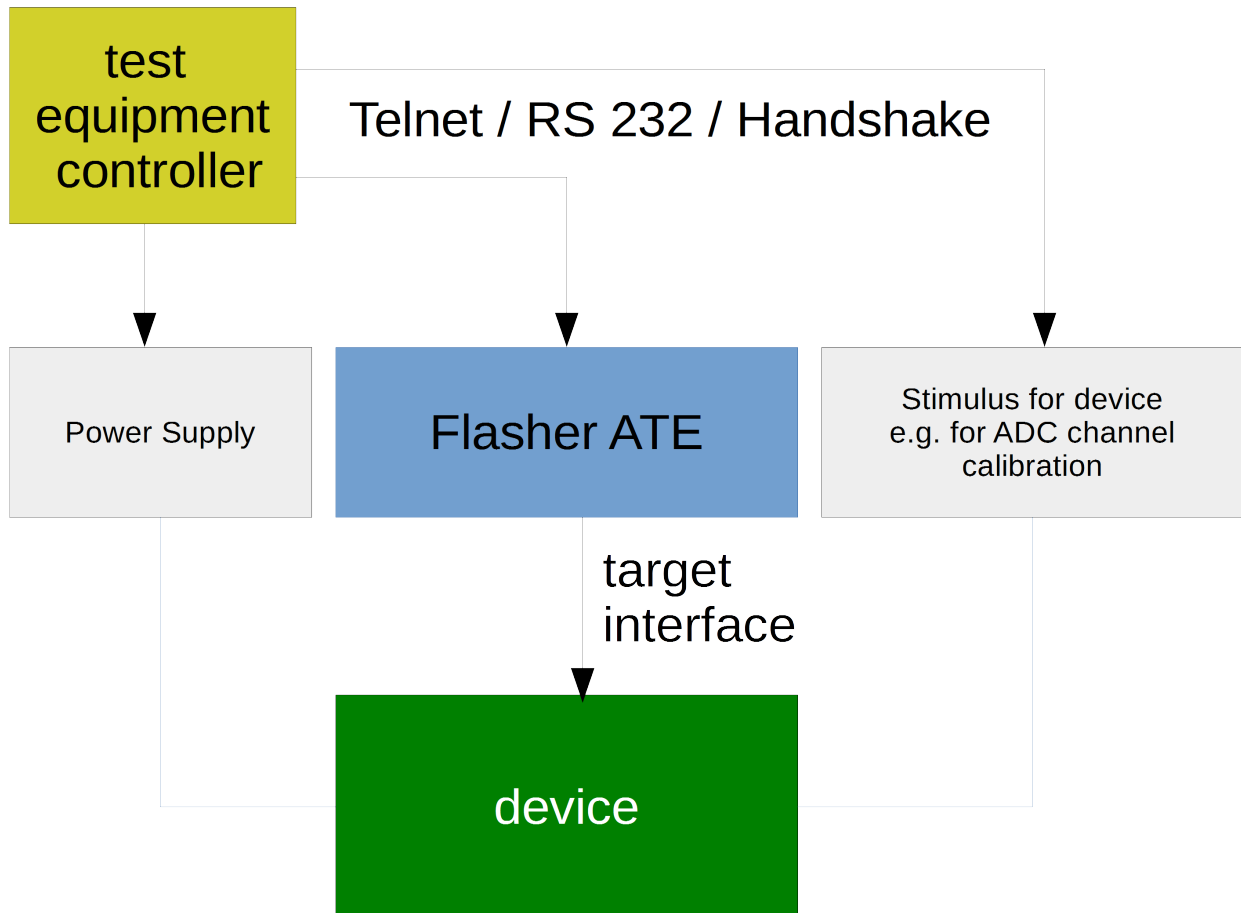 test
equipment
controller
Telnet / RS 232 / Handshake
Power Supply
Flasher ATE
Stimulus for device
e.g. for ADC channel
calibration
target
interface
device